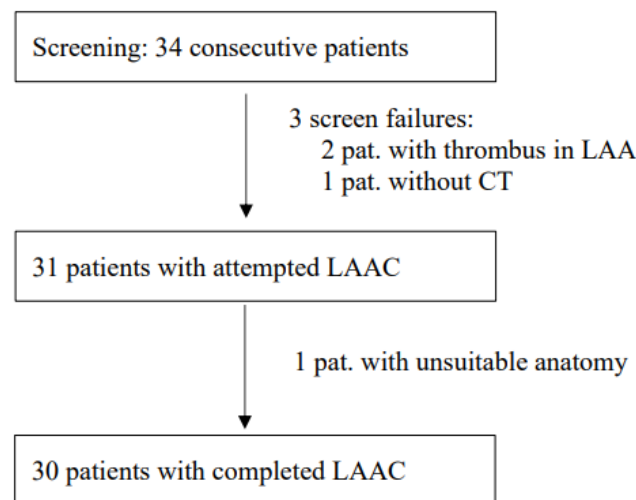 Screening: 34 consecutive patients
3 screen failures:
2 pat. with thrombus in LAA
1 pat. without CT
31 patients with attempted LAAC
1 pat. with unsuitable anatomy
30 patients with completed LAAC